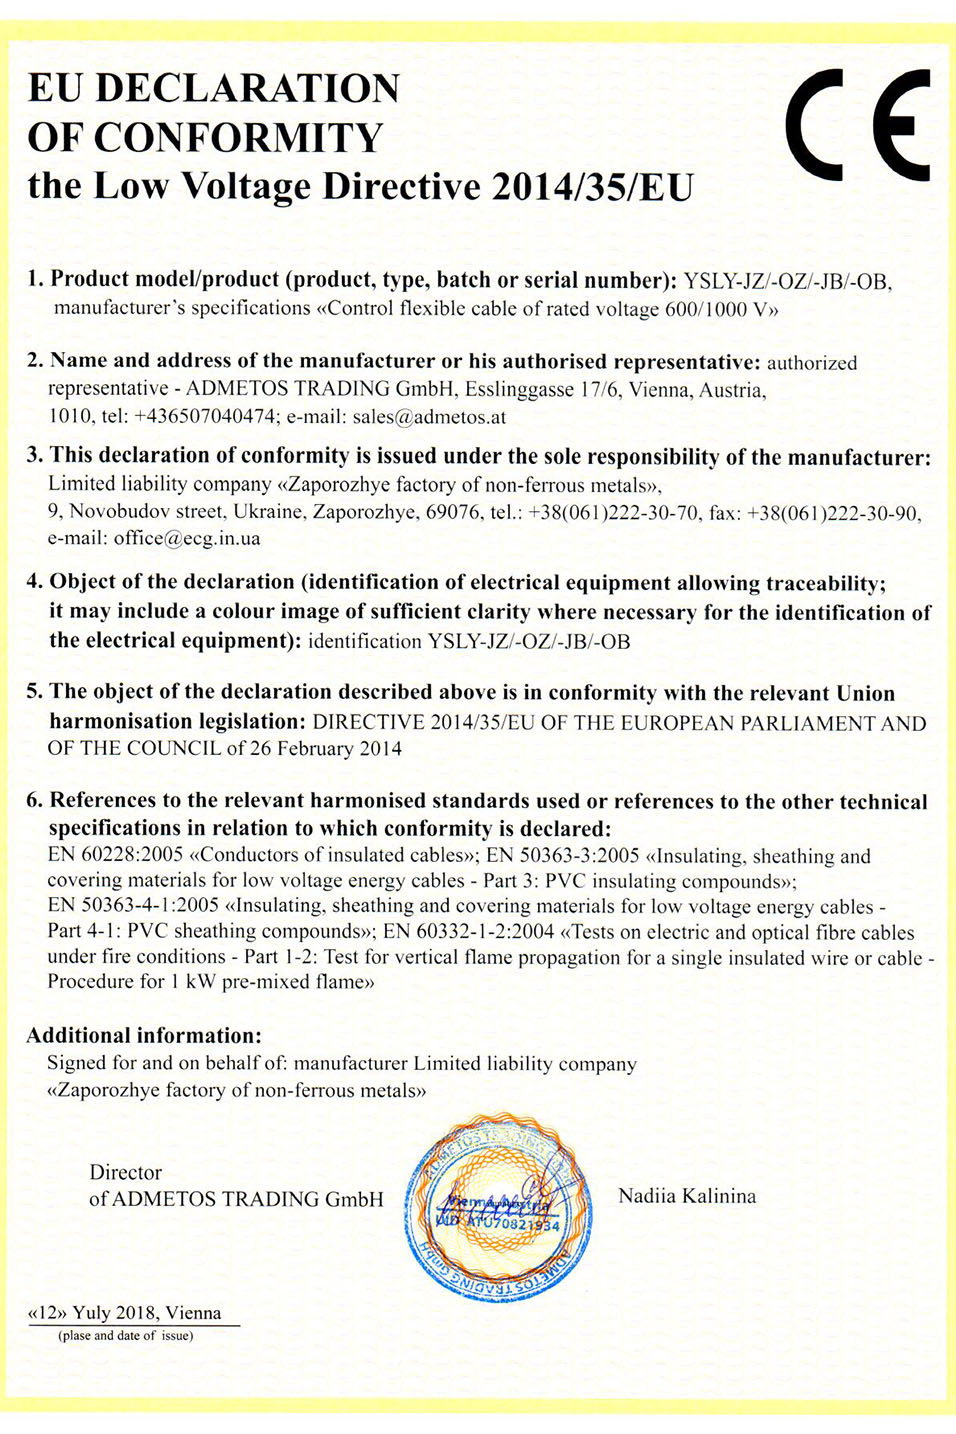 EU DECLARATION
OF CONFORMITY
the Low Voltage Directive 2014/35/EU
CE
1. Product model/product (product, type, batch or serial number): YSLY-JZ/-OZ/-JB/-OB,
manufacturer's specifications «Control flexible cable of rated voltage 600/1000 V»
2. Name and address of the manufacturer or his authorised representative: authorized
representative - ADMETOS TRADING GmbH, Esslinggasse 17/6, Vienna, Austria,
1010, tel: +436507040474; e-mail: sales@admetos.at
3. This declaration of conformity is issued under the sole responsibility of the manufacturer:
Limited liability company «Zaporozhye factory of non-ferrous metals»,
9, Novobudov street, Ukraine, Zaporozhye, 69076, tel.: +38(061)222-30-70, fax: +38(061)222-30-90,
e-mail: office@ecg.in.ua
4. Object of the declaration (identification of electrical equipment allowing traceability;
it may include a colour image of sufficient clarity where necessary for the identification of
the electrical equipment): identification YSLY-JZ/-OZ/-JB/-OB
5. The object of the declaration described above is in conformity with the relevant Union
harmonisation legislation: DIRECTIVE 2014/35/EU OF THE EUROPEAN PARLIAMENT AND
OF THE COUNCIL of 26 February 2014
6. References to the relevant harmonised standards used or references to the other technical
specifications in relation to which conformity is declared:
EN 60228:2005 «Conductors of insulated cables»; EN 50363-3:2005 «Insulating, sheathing and
covering materials for low voltage energy cables - Part 3: PVC insulating compounds»;
EN 50363-4-1:2005 «Insulating, sheathing and covering materials for low voltage energy cables -
Part 4-1: PVC sheathing compounds»; EN 60332-1-2:2004 «Tests on electric and optical fibre cables
under fire conditions - Part 1-2: Test for vertical flame propagation for a single insulated wire or cable -
Procedure for 1 kW pre-mixed flame»
Additional information:
Signed for and on behalf of: manufacturer Limited liability company
«Zaporozhye factory of non-ferrous metals»
ADMETOS TRADING
Vienna Austria
UID ATU70821934
ADMETOS TRADING GmbH
Director
of ADMETOS TRADING GmbH
Nadiia Kalinina
«12» Yuly 2018, Vienna
(plase and date of issue)